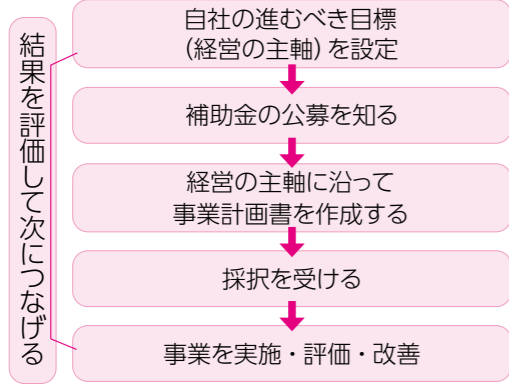 自社の進むべき目標
(経営の主軸)を設定
補助金の公募を知る
経営の主軸に沿って
事業計画書を作成する
採択を受ける
事業を実施・評価・改善
結果を評価して次につなげる